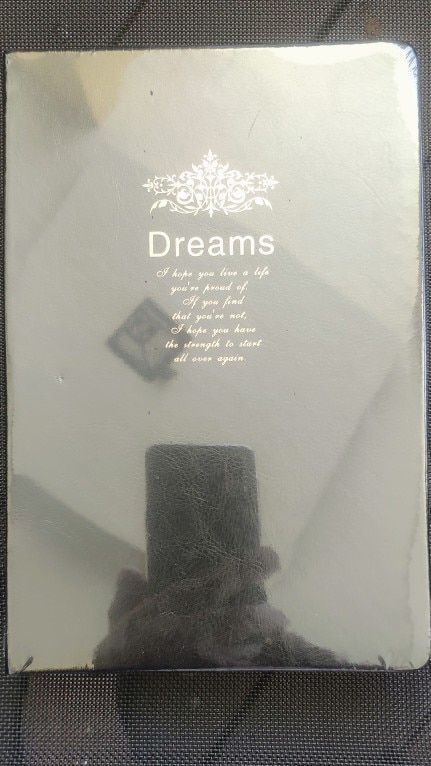 Dreams
I hope you live a life
you're proud of.
If you find
that you're not,
I hope you have
the strength to start
all over again.